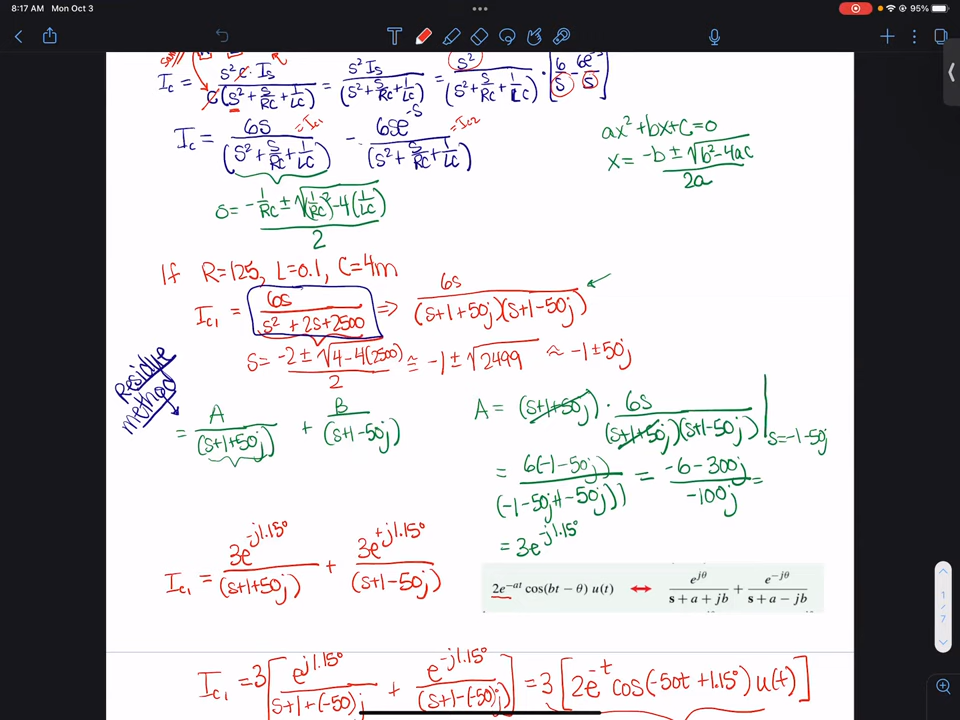 8:17 AM Mon Oct 3
95%
I_C = s²C·I_S / C(s² + s/RC + 1/LC) = s²I_S / (s² + s/RC + 1/LC) = s² / (s² + s/RC + 1/LC) · [6/s - 6e^-s/s]
I_C = 6s / (s² + s/RC + 1/LC) =I_C1 - 6se^-s / (s² + s/RC + 1/LC) =I_C2
ax²+bx+c=0
x = -b ± √b²-4ac / 2a
s = -1/RC ± √(1/RC)² - 4(1/LC) / 2
If R=125, L=0.1, C=4m
I_C1 = 6s / s² + 2s + 2500 => 6s / (s+1+50j)(s+1-50j)
s = -2 ± √4-4(2500) / 2 ≅ -1 ± √2499 ≈ -1 ± 50j
Residue method
= A / (s+1+50j) + B / (s+1-50j)
A = (s+1+50j) · 6s / (s+1+50j)(s+1-50j) | s=-1-50j
= 6(-1-50j) / (-1-50j+1-50j)) = -6-300j / -100j =
= 3e^-j1.15°
I_C1 = 3e^-j1.15° / (s+1+50j) + 3e^+j1.15° / (s+1-50j)
2e^-at cos(bt − θ) u(t) ↔ e^jθ / s + a + jb + e^-jθ / s + a − jb
I_C1 = 3[e^j1.15° / s+1+(-50)j + e^-j1.15° / (s+1-(-50)j)] = 3[2e^-t cos(-50t+1.15°) u(t)]
1
/
7